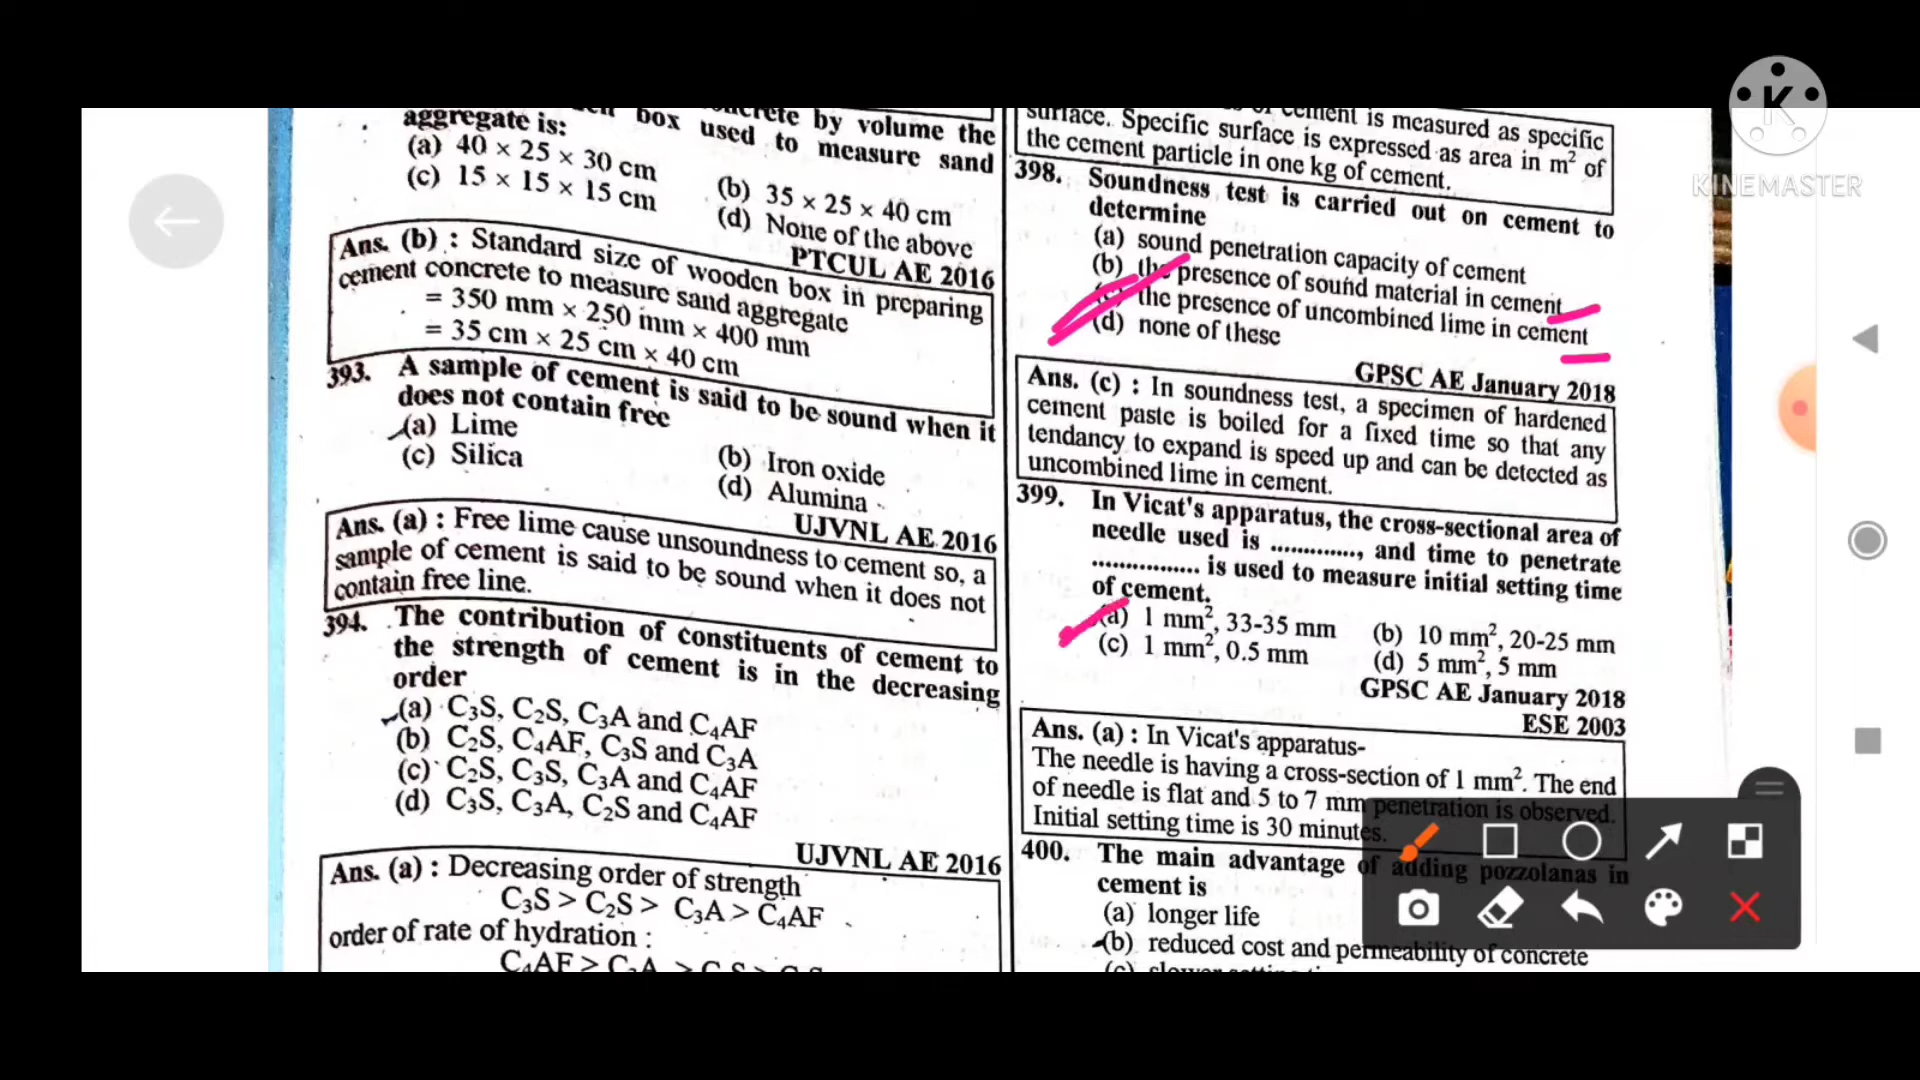 box used to measure sand
by volume the
aggregate is:
(a) 40 × 25 × 30 cm
(b) 35 × 25 × 40 cm
(c) 15 × 15 × 15 cm
(d) None of the above
PTCUL AE 2016
Ans. (b) : Standard size of wooden box in preparing
cement concrete to measure sand aggregate
= 350 mm × 250 mm × 400 mm
= 35 cm × 25 cm × 40 cm
393. A sample of cement is said to be sound when it
does not contain free
(a) Lime
(b) Iron oxide
(c) Silica
(d) Alumina
UJVNL AE 2016
Ans. (a) : Free lime cause unsoundness to cement so, a
sample of cement is said to be sound when it does not
contain free line.
394. The contribution of constituents of cement to
the strength of cement is in the decreasing
order
(a) C₃S, C₂S, C₃A and C₄AF
(b) C₂S, C₄AF, C₃S and C₃A
(c) C₂S, C₃S, C₃A and C₄AF
(d) C₃S, C₃A, C₂S and C₄AF
UJVNL AE 2016
Ans. (a) : Decreasing order of strength
C₃S > C₂S > C₃A > C₄AF
order of rate of hydration :
cement is measured as specific
surface. Specific surface is expressed as area in m² of
the cement particle in one kg of cement.
398. Soundness test is carried out on cement to
determine
(a) sound penetration capacity of cement
(b) the presence of sound material in cement
(c) the presence of uncombined lime in cement
(d) none of these
GPSC AE January 2018
Ans. (c) : In soundness test, a specimen of hardened
cement paste is boiled for a fixed time so that any
tendancy to expand is speed up and can be detected as
uncombined lime in cement.
399. In Vicat's apparatus, the cross-sectional area of
needle used is ............., and time to penetrate
................ is used to measure initial setting time
of cement.
(a) 1 mm², 33-35 mm
(b) 10 mm², 20-25 mm
(c) 1 mm², 0.5 mm
(d) 5 mm², 5 mm
GPSC AE January 2018
ESE 2003
Ans. (a) : In Vicat's apparatus-
The needle is having a cross-section of 1 mm². The end
of needle is flat and 5 to 7 mm penetration is observed.
Initial setting time is 30 minutes.
400. The main advantage of adding pozzolanas in
cement is
(a) longer life
(b) reduced cost and permeability of concrete
K
KINEMASTER